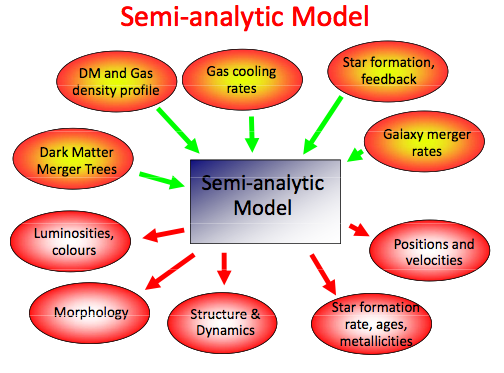 Semi-analytic Model
DM and Gas
density profile
Gas cooling
rates
Star formation,
feedback
Galaxy merger
rates
Dark Matter
Merger Trees
Semi-analytic
Model
Luminosities,
colours
Positions and
velocities
Morphology
Structure &
Dynamics
Star formation
rate, ages,
metallicities